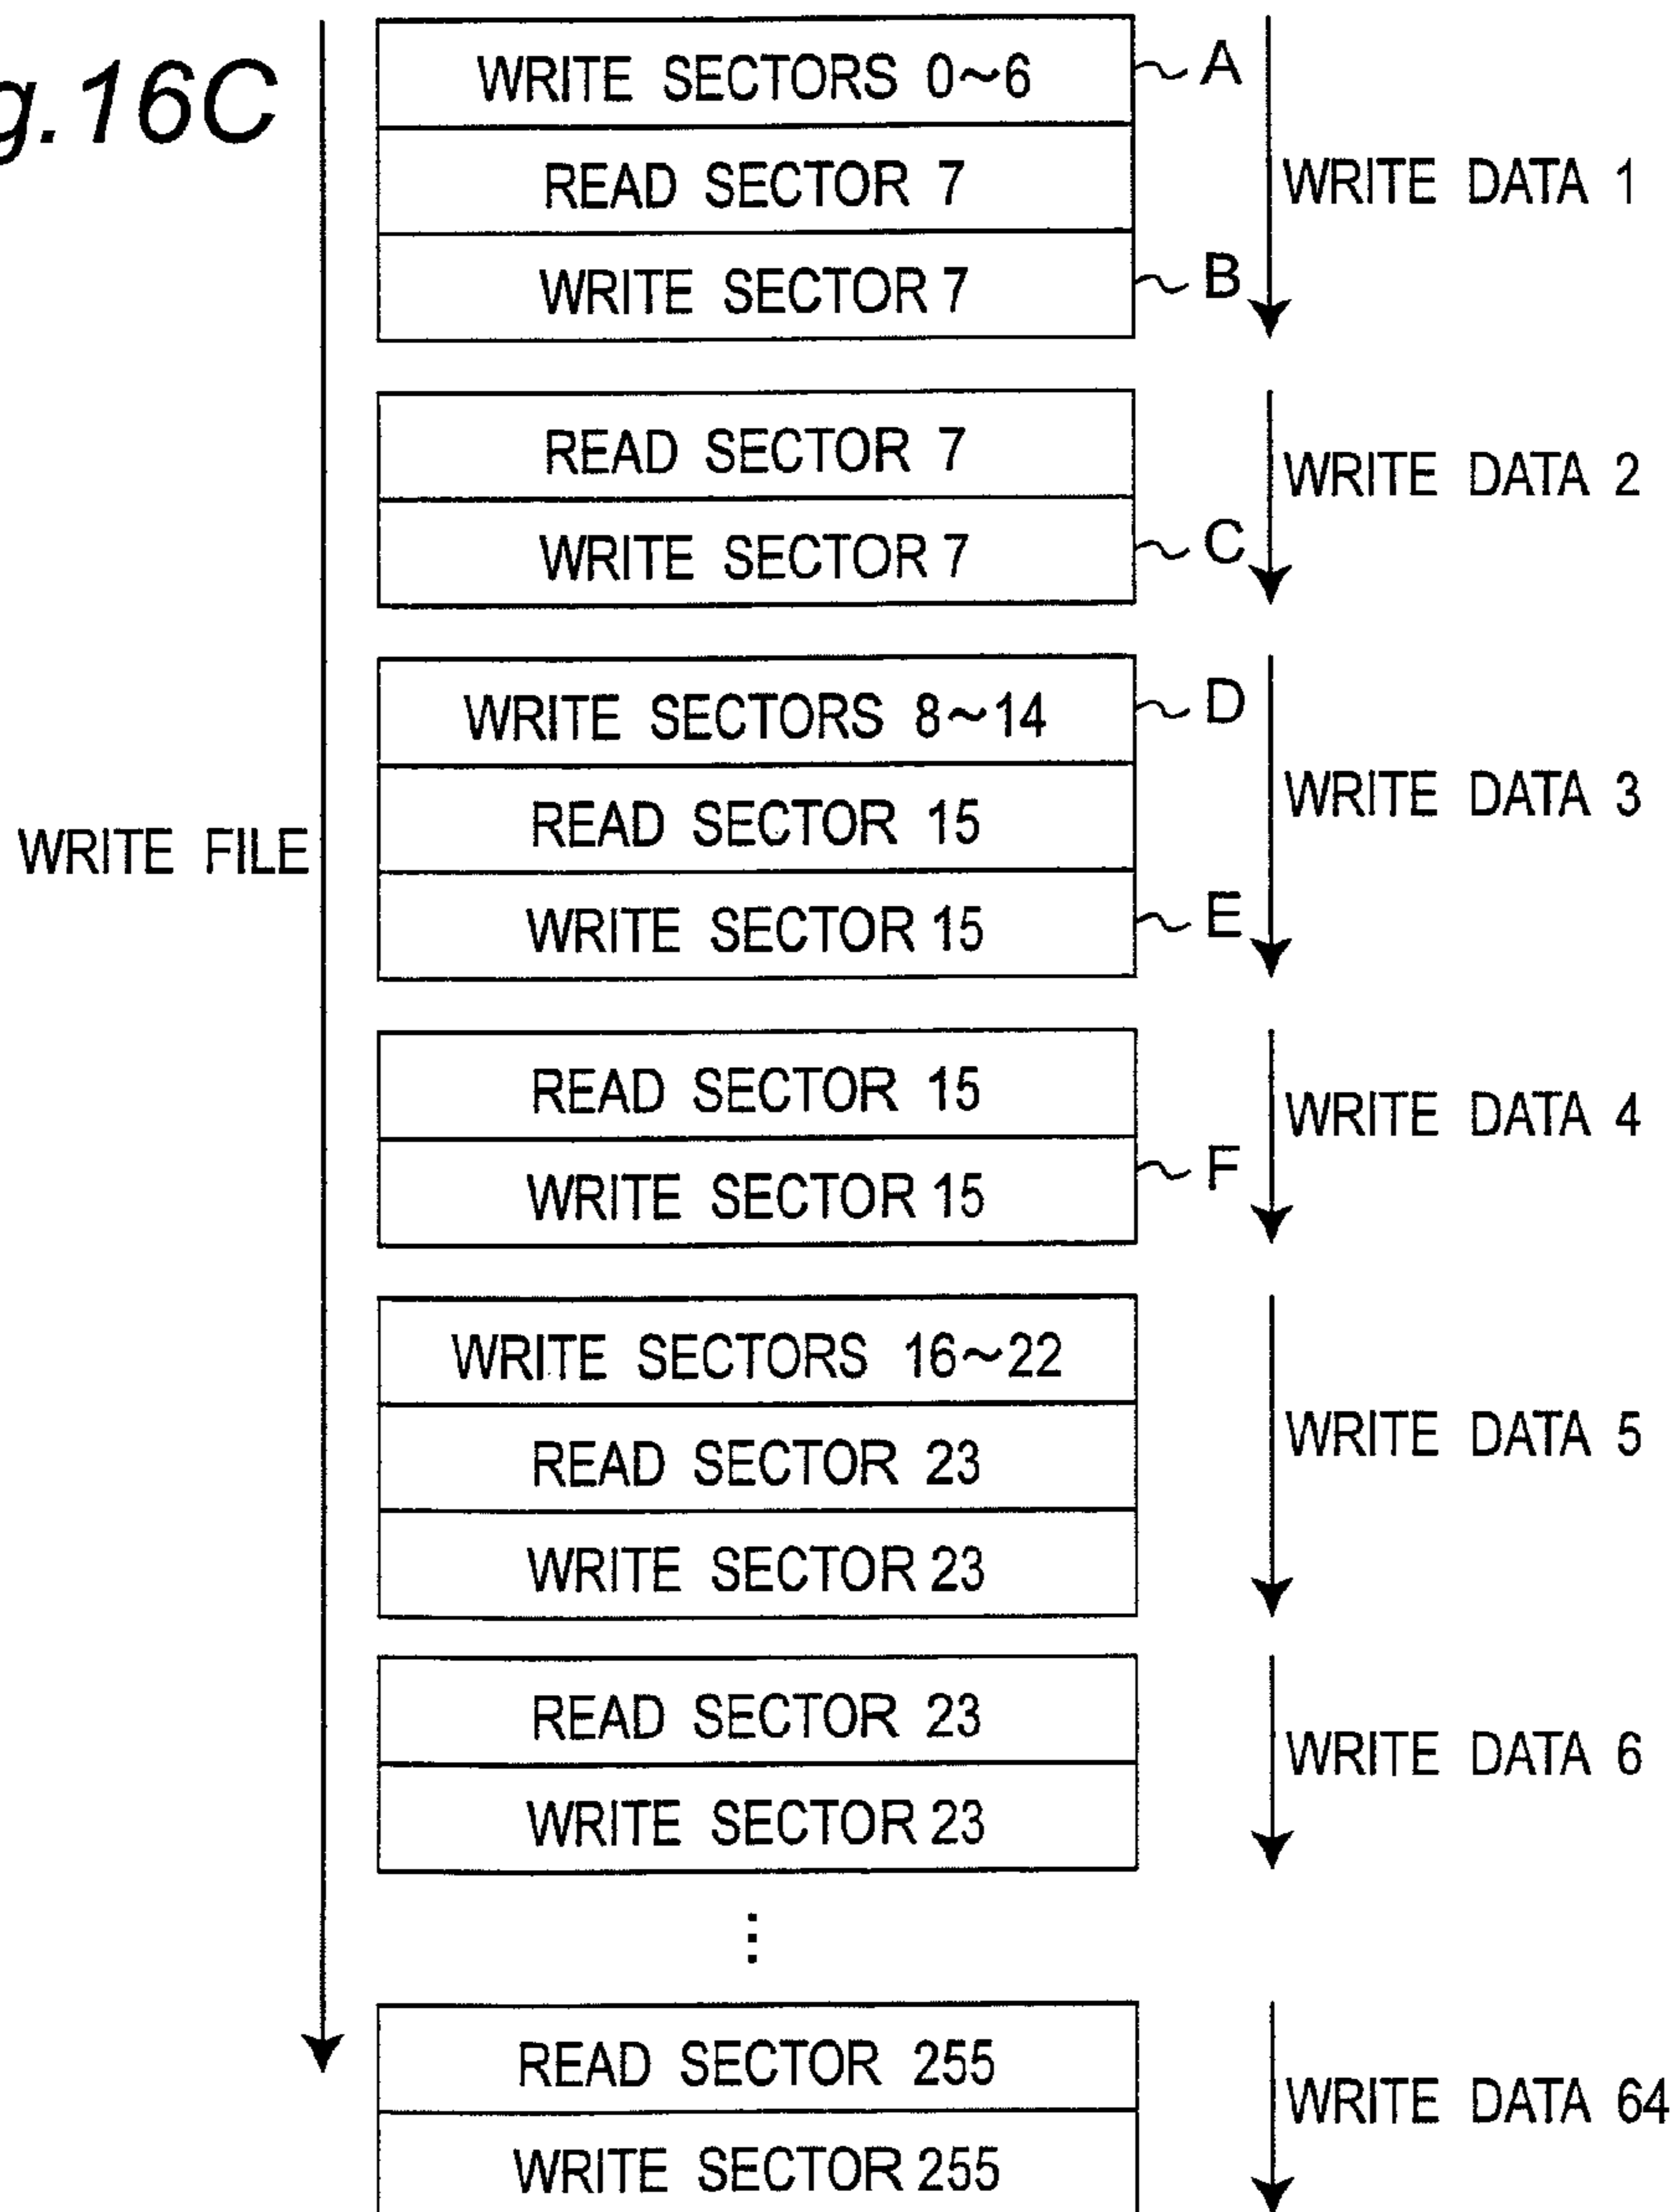 g.16C
WRITE SECTORS 0~6
A
READ SECTOR 7
WRITE DATA 1
WRITE SECTOR 7
B
READ SECTOR 7
WRITE DATA 2
WRITE SECTOR 7
C
WRITE SECTORS 8~14
D
READ SECTOR 15
WRITE DATA 3
WRITE FILE
WRITE SECTOR 15
E
READ SECTOR 15
WRITE DATA 4
WRITE SECTOR 15
F
WRITE SECTORS 16~22
READ SECTOR 23
WRITE DATA 5
WRITE SECTOR 23
READ SECTOR 23
WRITE DATA 6
WRITE SECTOR 23
⋮
READ SECTOR 255
WRITE DATA 64
WRITE SECTOR 255